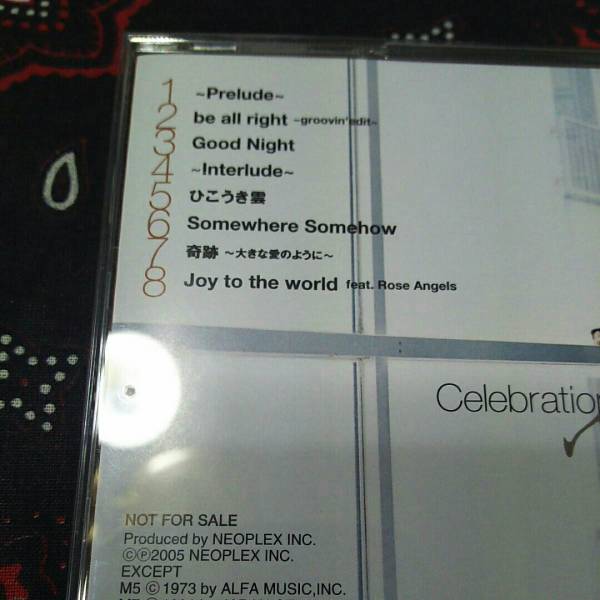 1 ~Prelude~
2 be all right ~groovin'edit~
3 Good Night
4 ~Interlude~
5 ひこうき雲
6 Somewhere Somehow
7 奇跡 ～大きな愛のように～
8 Joy to the world feat. Rose Angels
Celebration
NOT FOR SALE
Produced by NEOPLEX INC.
©℗2005 NEOPLEX INC.
EXCEPT
M5 © 1973 by ALFA MUSIC,INC.